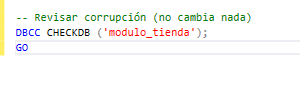 -- Revisar corrupción (no cambia nada)
DBCC CHECKDB ('modulo_tienda');
GO